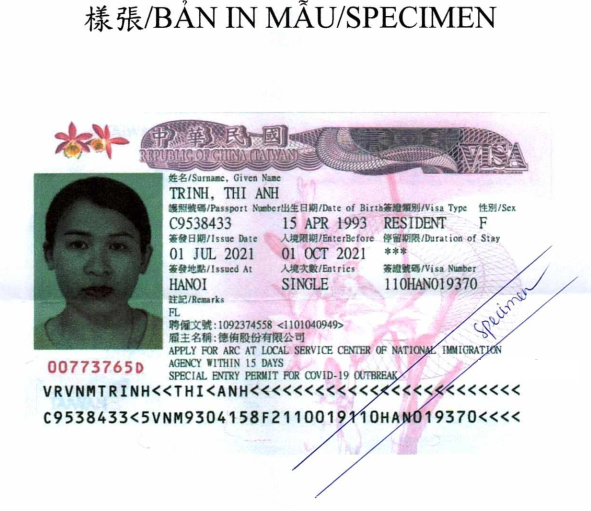 樣張/BẢN IN MẪU/SPECIMEN
中華民國
REPUBLIC OF CHINA (TAIWAN)
VISA
姓名/Surname, Given Name
TRINH, THI ANH
護照號碼/Passport Number 出生日期/Date of Birth 簽證類別/Visa Type 性別/Sex
C9538433 15 APR 1993 RESIDENT F
簽發日期/Issue Date 入境限期/EnterBefore 停留期限/Duration of Stay
01 JUL 2021 01 OCT 2021 ***
簽發地點/Issued At 入境次數/Entries 簽證號碼/Visa Number
HANOI SINGLE 110HAN019370
註記/Remarks
FL
聘僱文號:1092374558 <1101040949>
雇主名稱:德侑股份有限公司
APPLY FOR ARC AT LOCAL SERVICE CENTER OF NATIONAL IMMIGRATION
AGENCY WITHIN 15 DAYS
SPECIAL ENTRY PERMIT FOR COVID-19 OUTBREAK
00773765D
specimen
VRVNMTRINH<<THI<ANH<<<<<<<<<<<<<<<<<<<<<<<<<
C9538433<5VNM9304158F2110019110HAN019370<<<<